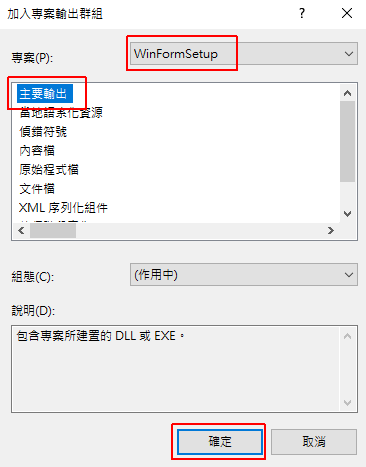 加入專案輸出群組
專案(P):
WinFormSetup
主要輸出
當地語系化資源
偵錯符號
內容檔
原始程式檔
文件檔
XML 序列化組件
組態(C):
(作用中)
說明(D):
包含專案所建置的 DLL 或 EXE。
確定
取消